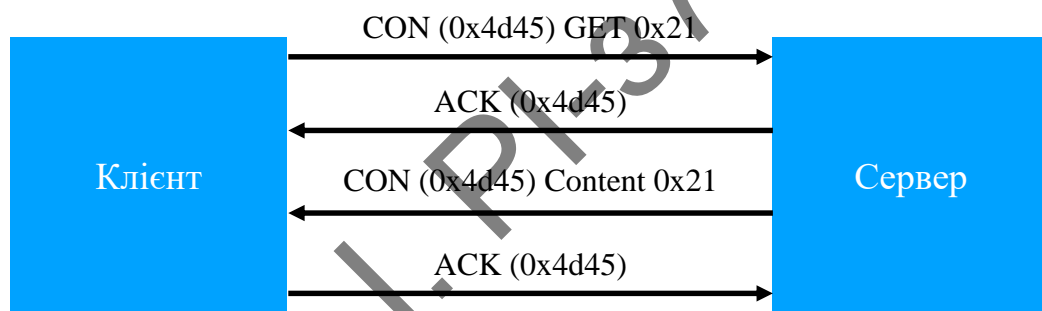 CON (0x4d45) GET 0x21
ACK (0x4d45)
Клієнт
CON (0x4d45) Content 0x21
Сервер
ACK (0x4d45)